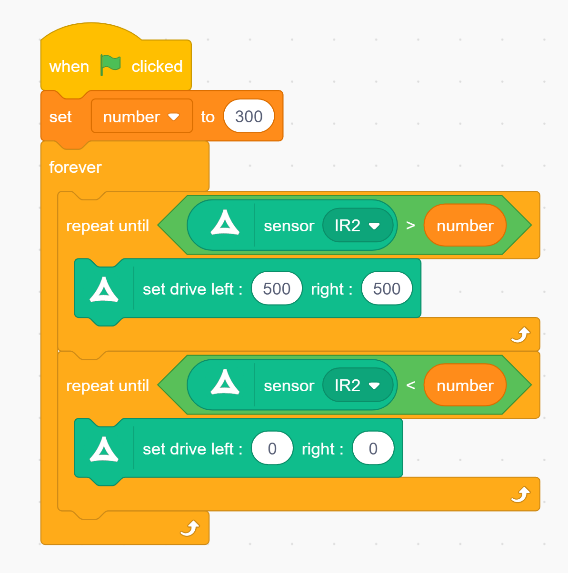 when clicked
set number to 300
forever
repeat until sensor IR2 > number
set drive left : 500 right : 500
repeat until sensor IR2 < number
set drive left : 0 right : 0